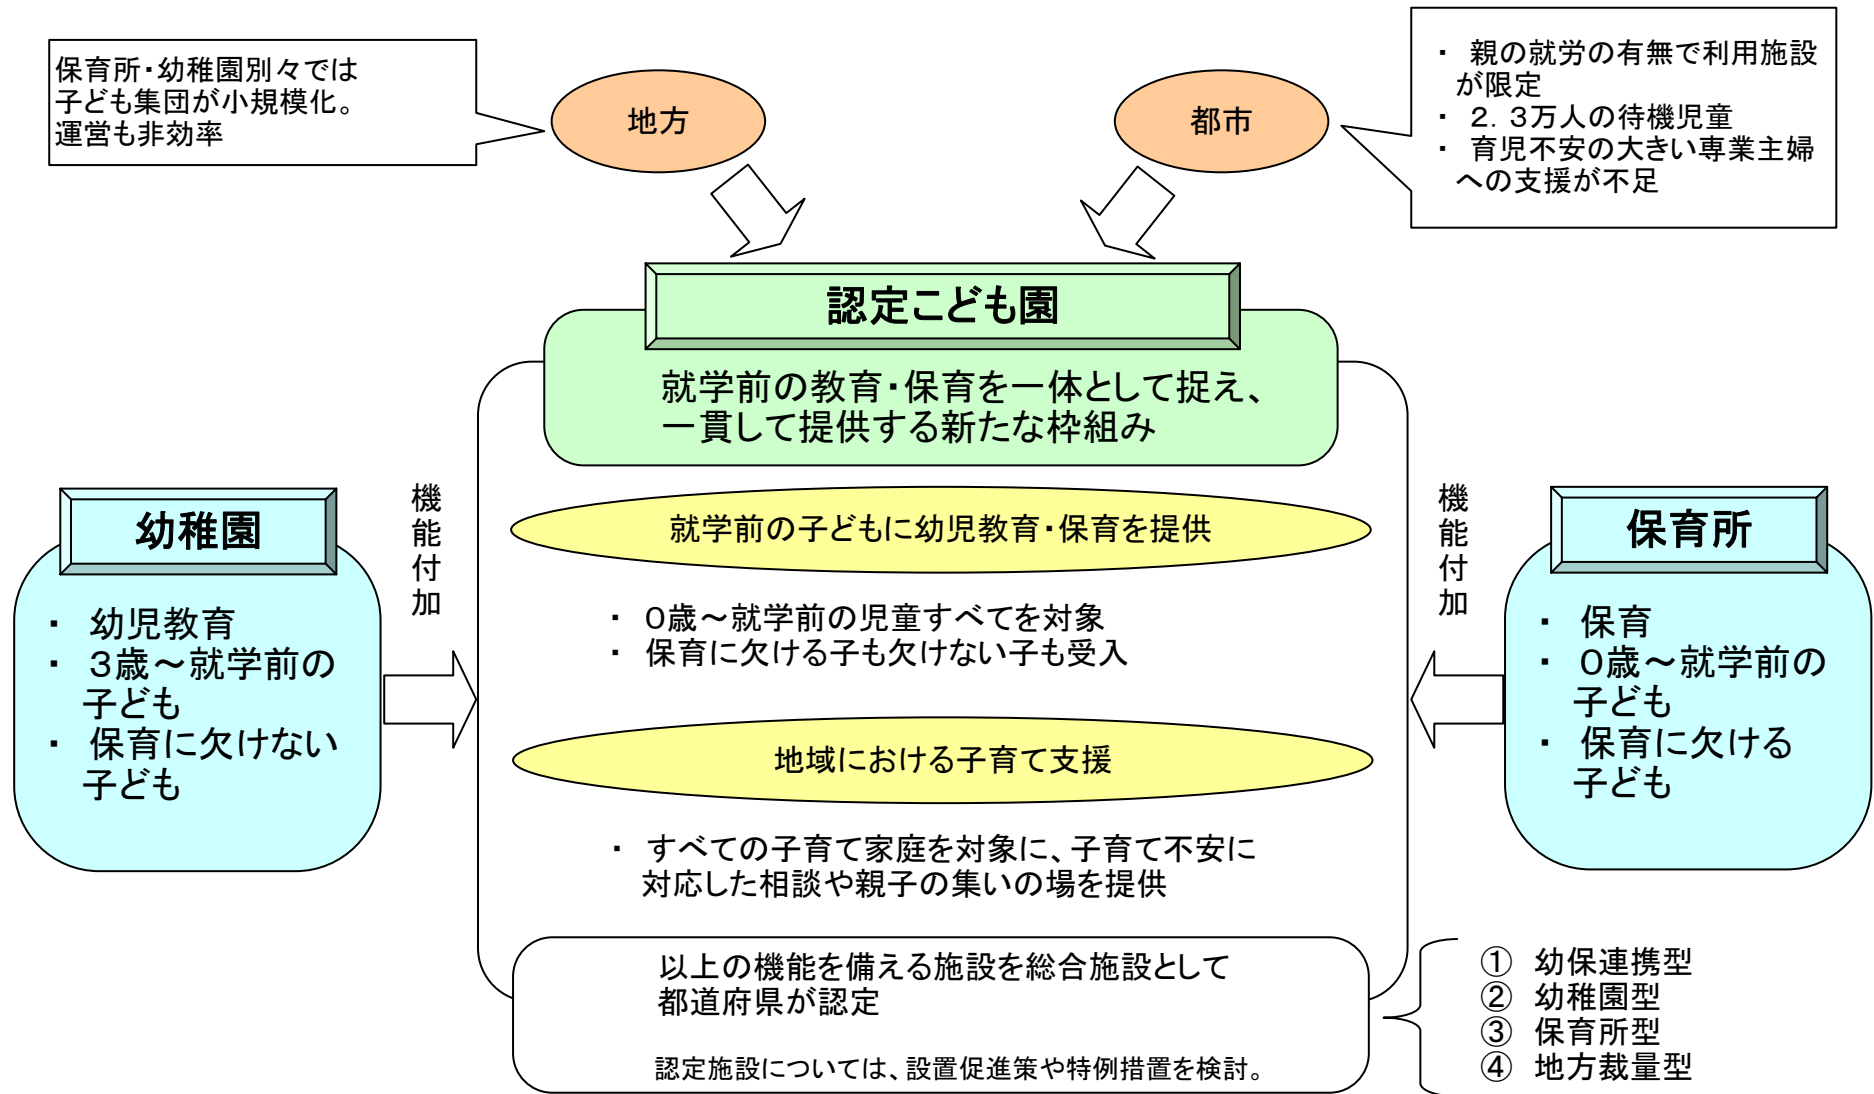 保育所・幼稚園別々では
子ども集団が小規模化。
運営も非効率
地方
都市
・ 親の就労の有無で利用施設
が限定
・ ２．３万人の待機児童
・ 育児不安の大きい専業主婦
への支援が不足
認定こども園
就学前の教育・保育を一体として捉え、
一貫して提供する新たな枠組み
幼稚園
・ 幼児教育
・ ３歳～就学前の
子ども
・ 保育に欠けない
子ども
機能付加
就学前の子どもに幼児教育・保育を提供
・ ０歳～就学前の児童すべてを対象
・ 保育に欠ける子も欠けない子も受入
地域における子育て支援
・ すべての子育て家庭を対象に、子育て不安に
対応した相談や親子の集いの場を提供
機能付加
保育所
・ 保育
・ ０歳～就学前の
子ども
・ 保育に欠ける
子ども
以上の機能を備える施設を総合施設として
都道府県が認定
認定施設については、設置促進策や特例措置を検討。
① 幼保連携型
② 幼稚園型
③ 保育所型
④ 地方裁量型